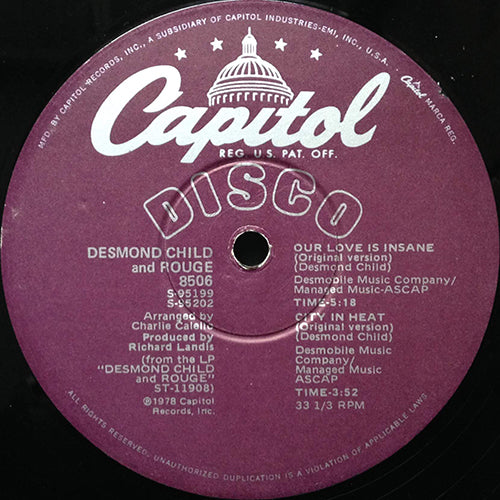 MFD. BY CAPITOL RECORDS, INC., A SUBSIDIARY OF CAPITOL INDUSTRIES-EMI, INC., U.S.A.
Capitol
MARCA REG.
Capitol
REG. U.S. PAT. OFF.
DISCO
DESMOND CHILD
and ROUGE
8506
S-95199
S-95202
Arranged by
Charlie Calello
Produced by
Richard Landis
(from the LP
"DESMOND CHILD
and ROUGE"
ST-11908)
℗1978 Capitol
Records, Inc.
OUR LOVE IS INSANE
(Original version)
(Desmond Child)
Desmobile Music Company/
Managed Music-ASCAP
TIME-5:18
CITY IN HEAT
(Original version)
(Desmond Child)
Desmobile Music
Company/
Managed Music
ASCAP
TIME-3:52
33 1/3 RPM
ALL RIGHTS RESERVED. UNAUTHORIZED DUPLICATION IS A VIOLATION OF APPLICABLE LAWS